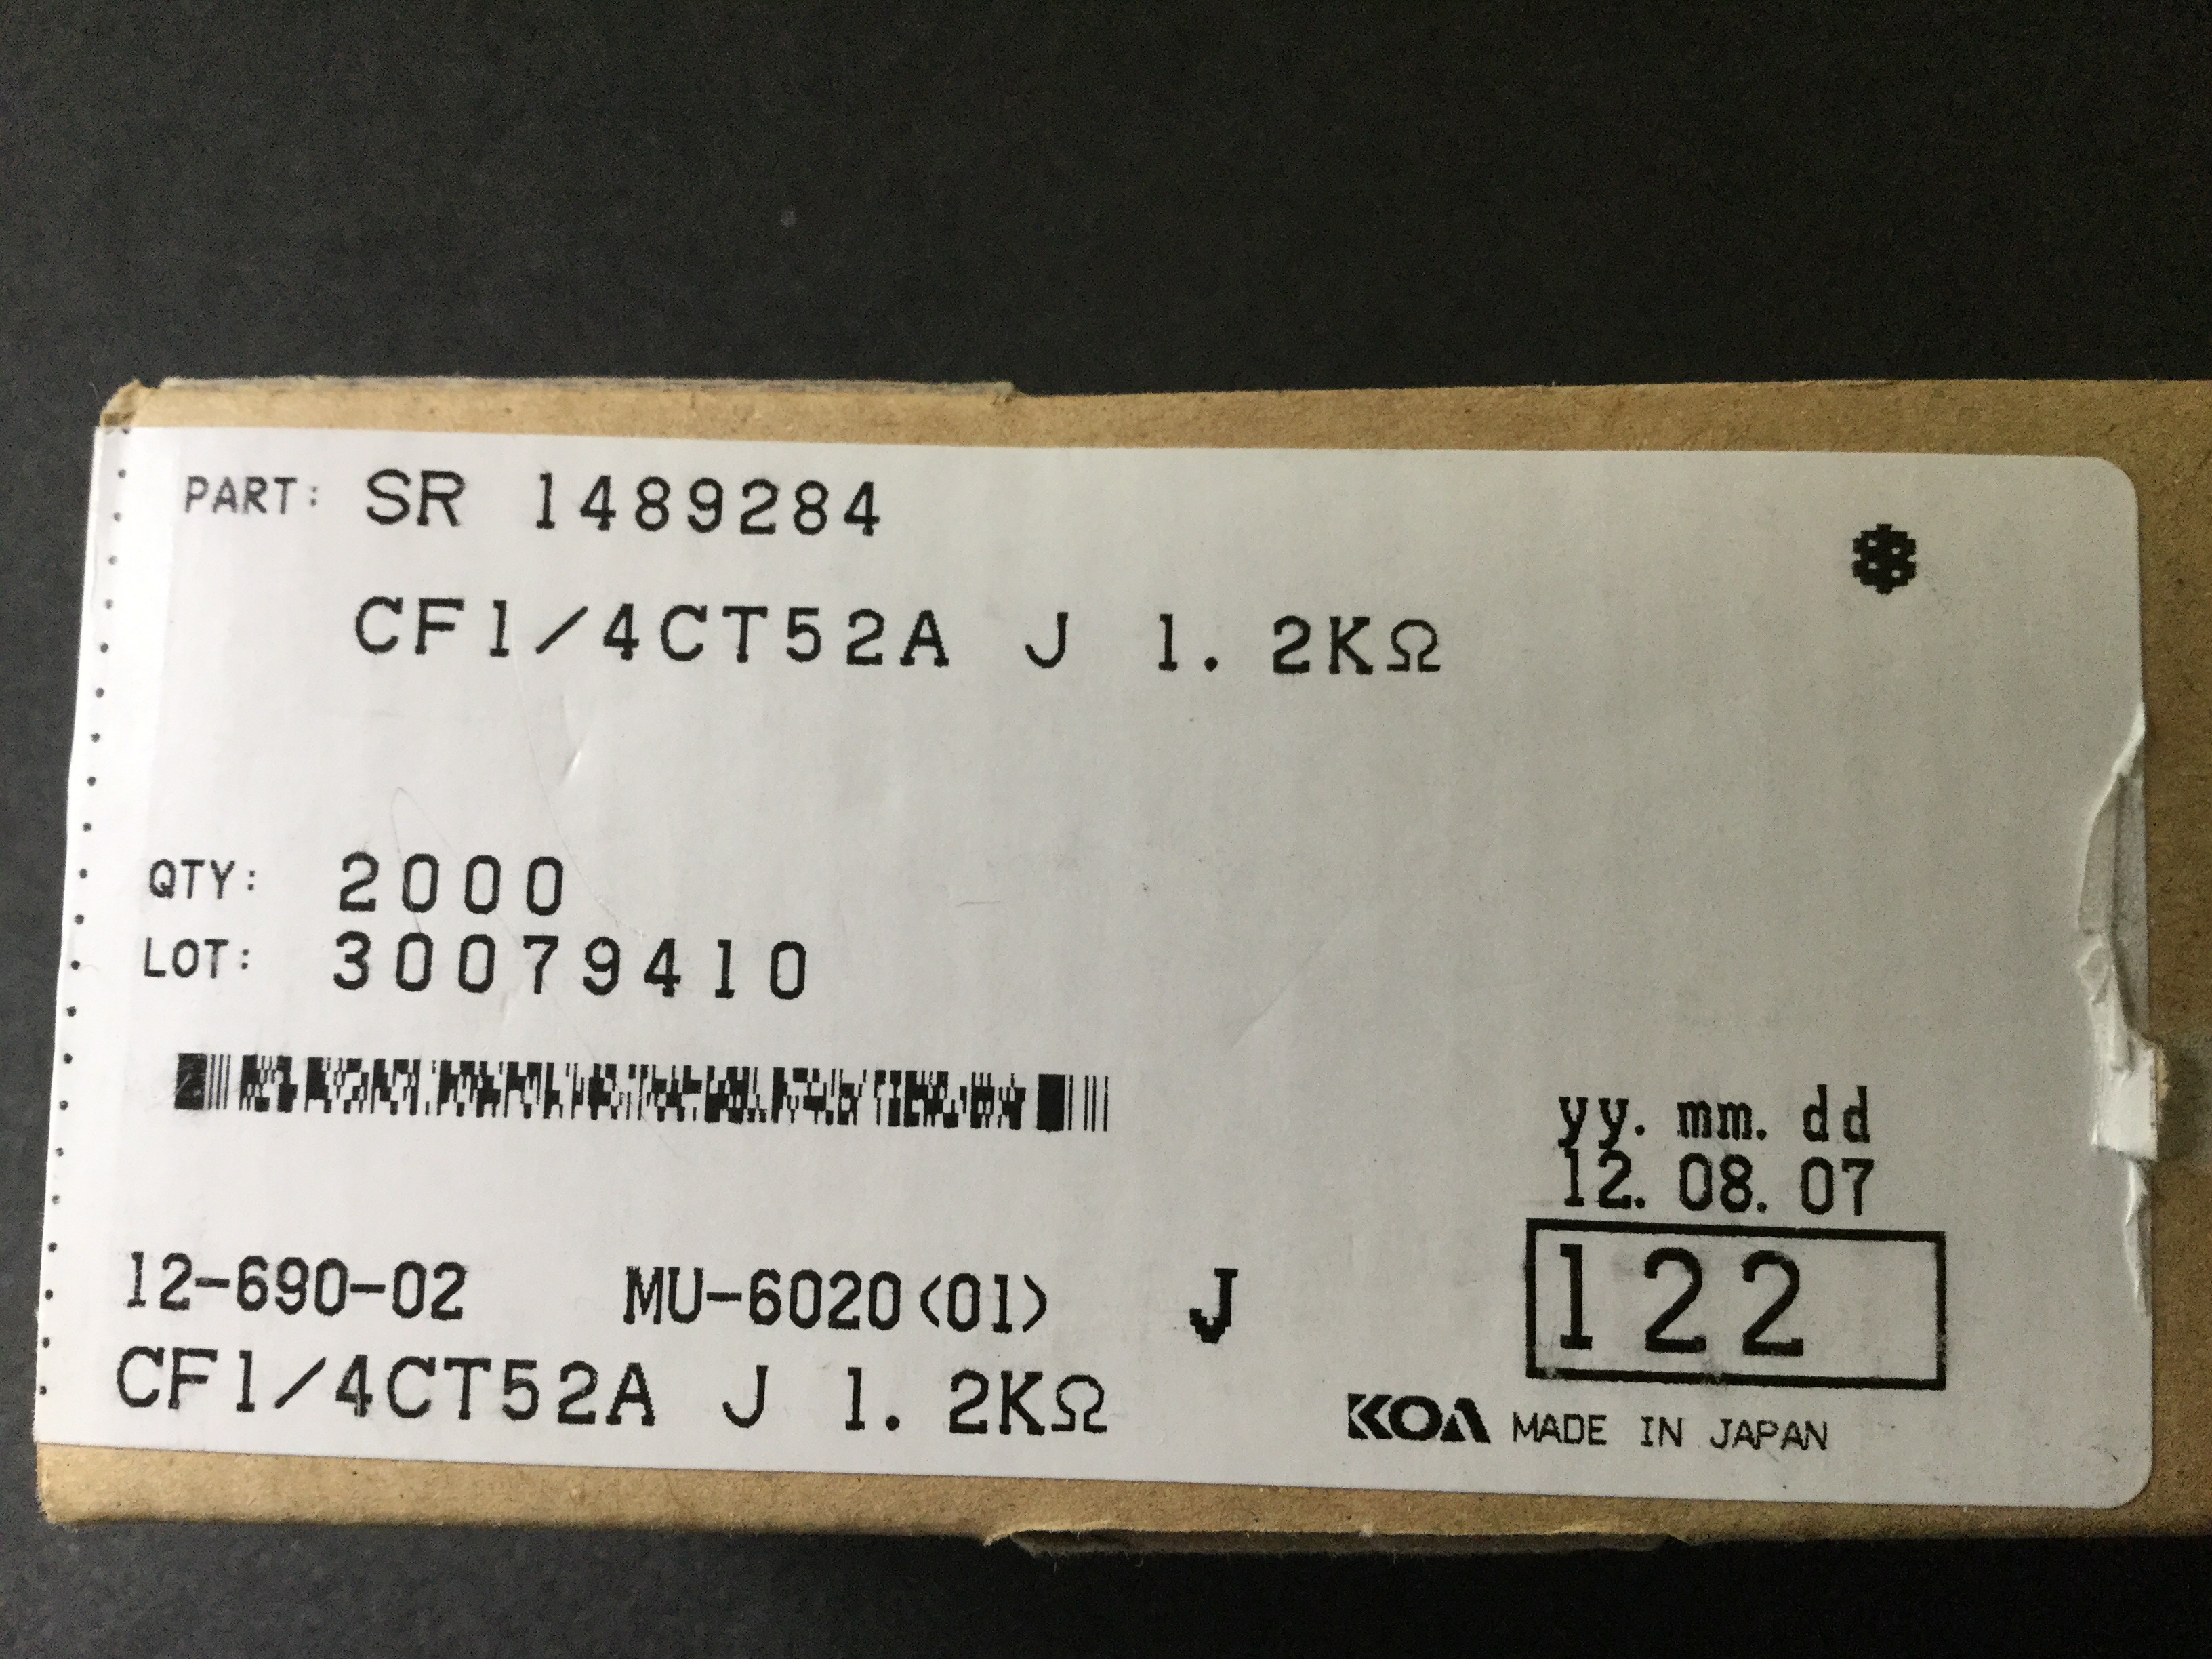 PART: SR 1489284
*
CF1/4CT52A J 1.2KΩ
QTY: 2000
LOT: 30079410
yy.mm.dd
12.08.07
122
12-690-02 MU-6020(01) J
CF1/4CT52A J 1.2KΩ
KOA MADE IN JAPAN